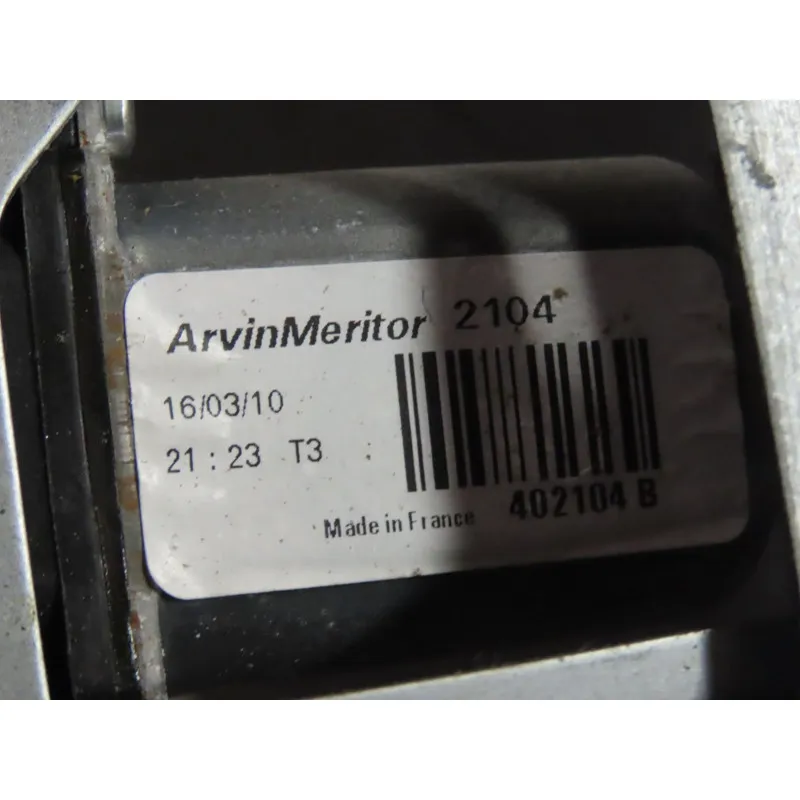 ArvinMeritor 2104
16/03/10
21 : 23 T3
Made in France 402104 B